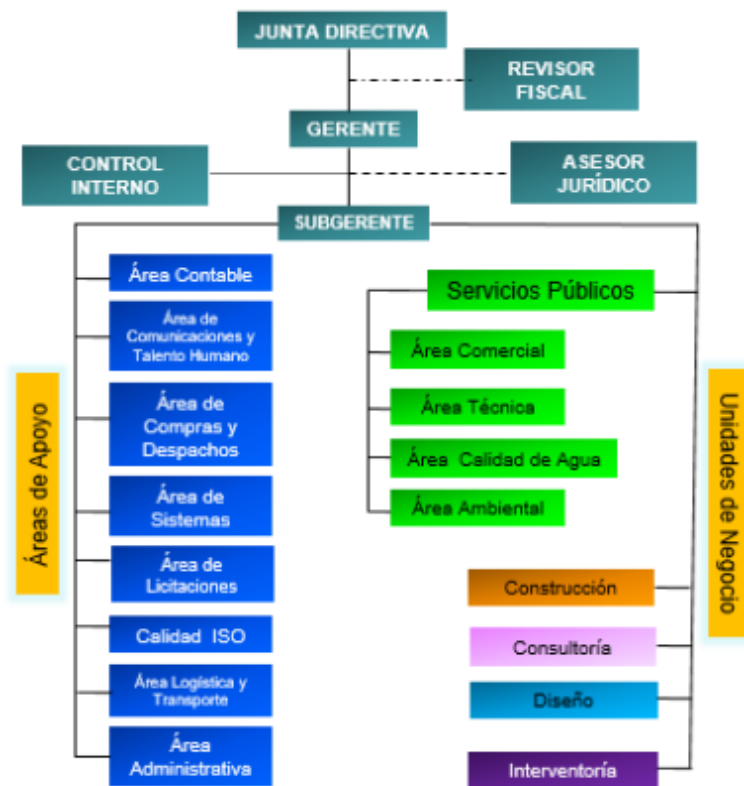 JUNTA DIRECTIVA
REVISOR
FISCAL
GERENTE
CONTROL
INTERNO
ASESOR
JURÍDICO
SUBGERENTE
Áreas de Apoyo
Área Contable
Área de
Comunicaciones y
Talento Humano
Área de
Compras y
Despachos
Área de
Sistemas
Área de
Licitaciones
Calidad ISO
Área Logística y
Transporte
Área
Administrativa
Servicios Públicos
Área Comercial
Área Técnica
Área Calidad de Agua
Área Ambiental
Construcción
Consultoría
Diseño
Interventoría
Unidades de Negocio